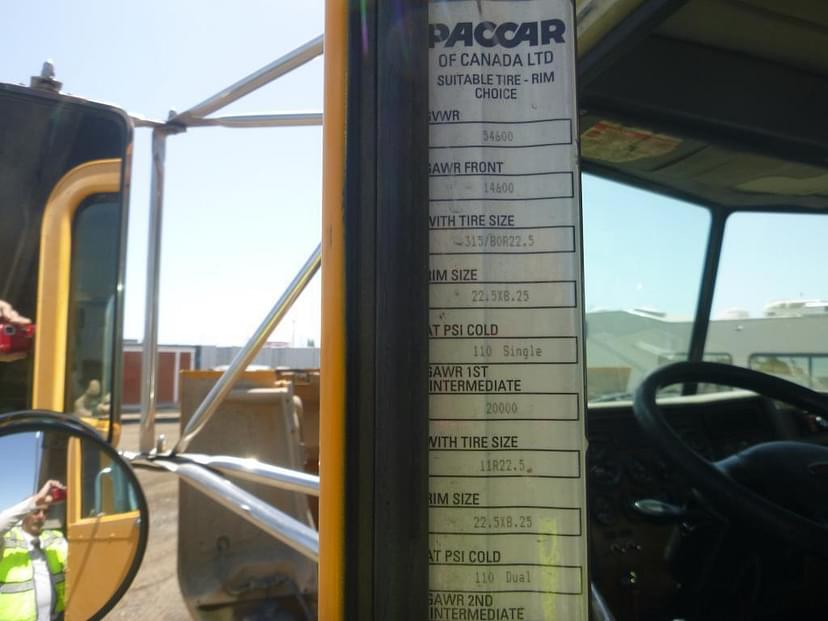 PACCAR
OF CANADA LTD
SUITABLE TIRE - RIM
CHOICE
GVWR
54600
GAWR FRONT
14600
WITH TIRE SIZE
315/80R22.5
RIM SIZE
22.5X8.25
AT PSI COLD
110 Single
GAWR 1ST
INTERMEDIATE
20000
WITH TIRE SIZE
11R22.5
RIM SIZE
22.5X8.25
AT PSI COLD
110 Dual
GAWR 2ND
INTERMEDIATE